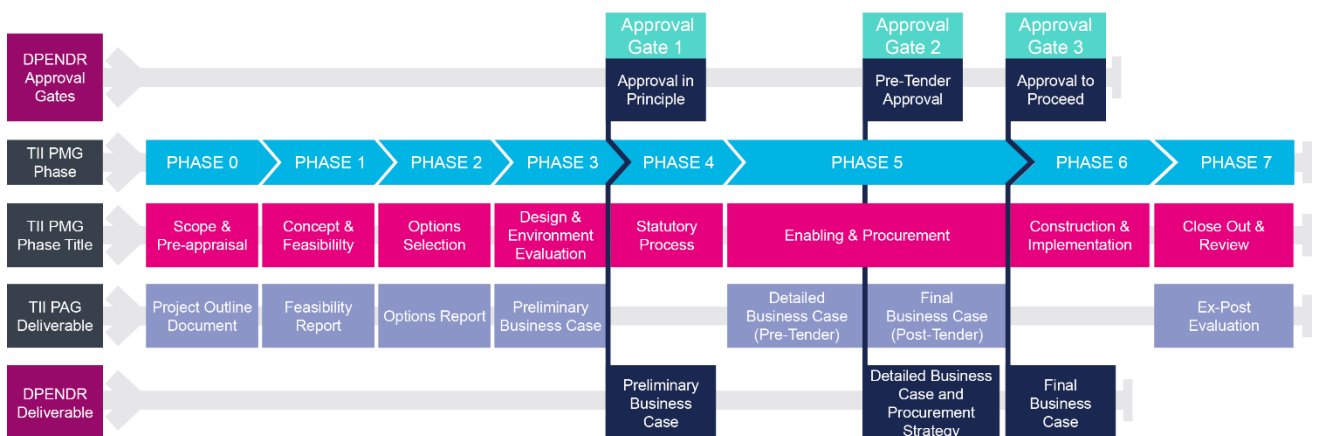 Approval
Gate 1
Approval
Gate 2
Approval
Gate 3
DPENDR
Approval
Gates
Approval in
Principle
Pre-Tender
Approval
Approval to
Proceed
TII PMG
Phase
PHASE 0
PHASE 1
PHASE 2
PHASE 3
PHASE 4
PHASE 5
PHASE 6
PHASE 7
TII PMG
Phase Title
Scope &
Pre-appraisal
Concept &
Feasibililty
Options
Selection
Design &
Environment
Evaluation
Statutory
Process
Enabling & Procurement
Construction &
Implementation
Close Out &
Review
TII PAG
Deliverable
Project Outline
Document
Feasibility
Report
Options Report
Preliminary
Business Case
Detailed
Business Case
(Pre-Tender)
Final
Business Case
(Post-Tender)
Ex-Post
Evaluation
DPENDR
Deliverable
Preliminary
Business
Case
Detailed Business
Case and
Procurement
Strategy
Final
Business
Case